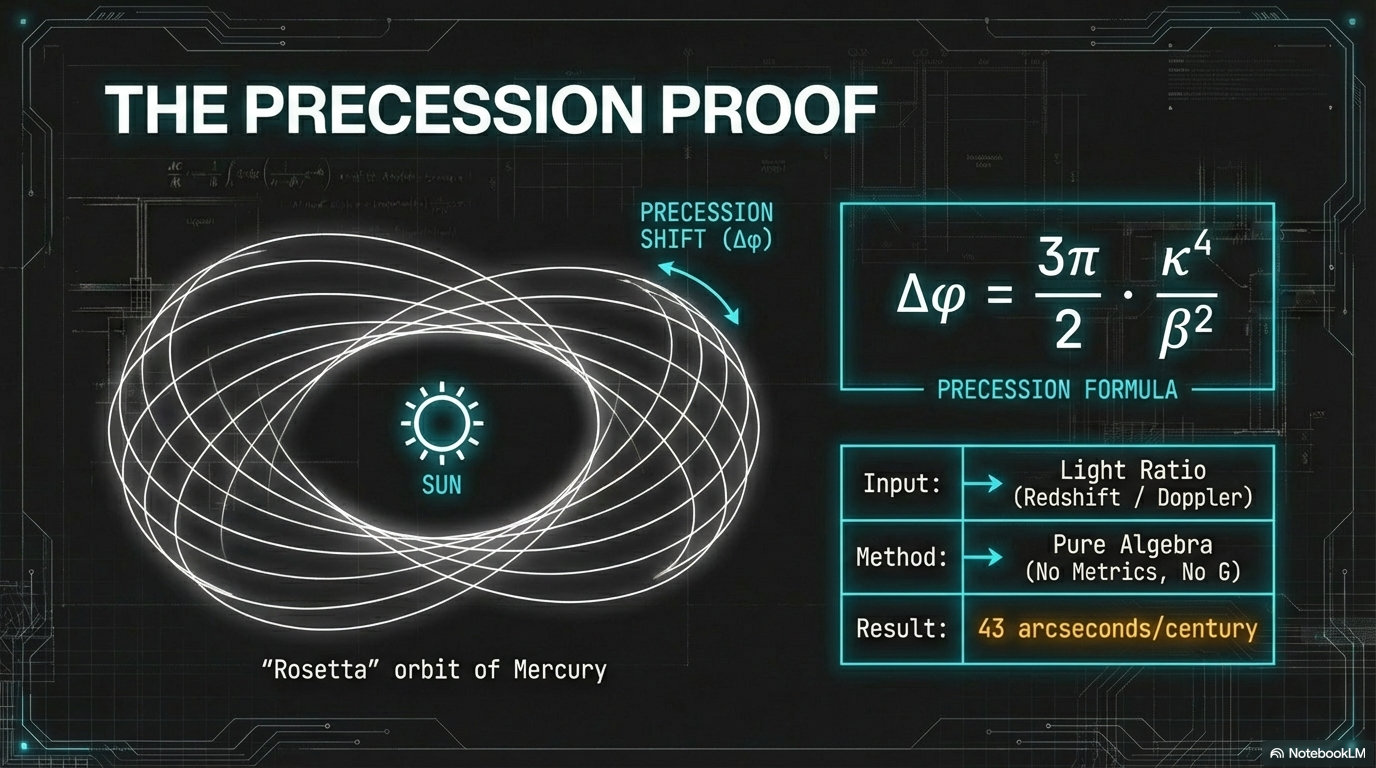 THE PRECESSION PROOF
PRECESSION
SHIFT (Δφ)
SUN
“Rosetta” orbit of Mercury
Δφ = 3π/2 · κ⁴/β²
PRECESSION FORMULA
Input:
Light Ratio
(Redshift / Doppler)
Method:
Pure Algebra
(No Metrics, No G)
Result:
43 arcseconds/century
NotebookLM